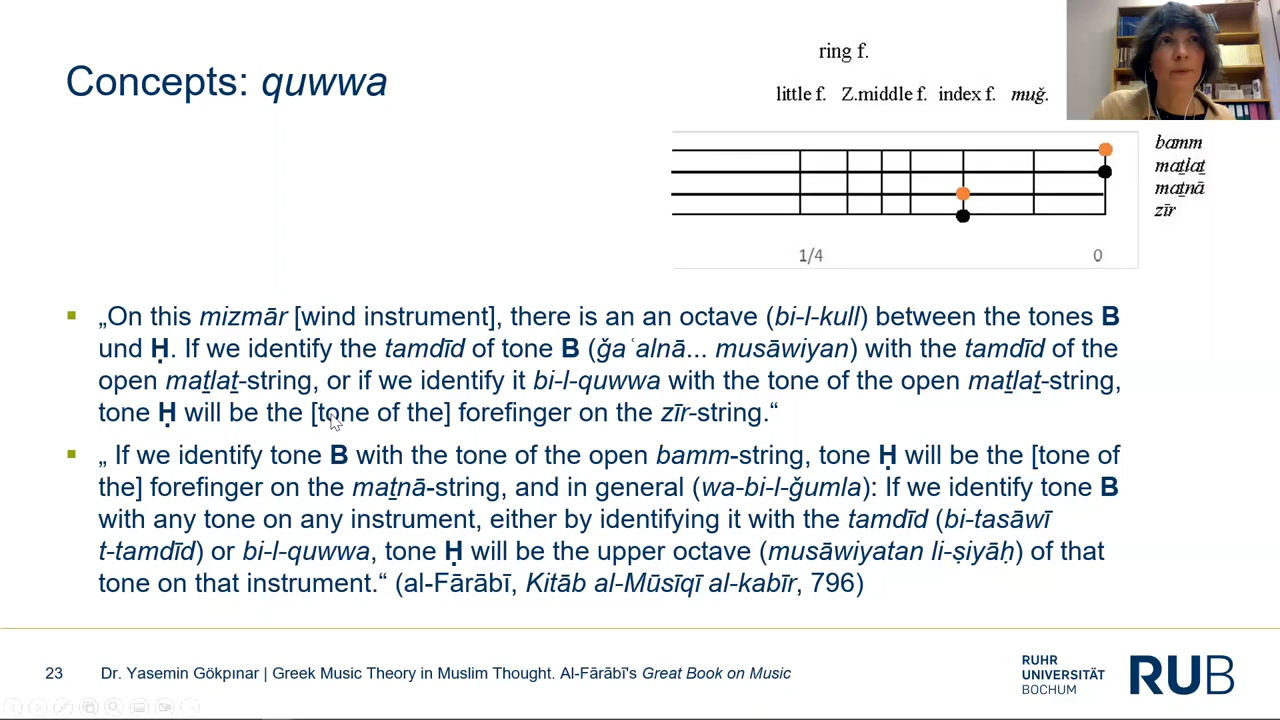 Concepts: quwwa
ring f.
little f. Z.middle f. index f. muğ.
bamm
maṯlaṯ
maṯnā
zīr
1/4 0
„On this mizmār [wind instrument], there is an an octave (bi-l-kull) between the tones B
und Ḥ. If we identify the tamdīd of tone B (ǧaʿalnā... musāwiyan) with the tamdīd of the
open maṯlaṯ-string, or if we identify it bi-l-quwwa with the tone of the open maṯlaṯ-string,
tone Ḥ will be the [tone of the] forefinger on the zīr-string.“
„ If we identify tone B with the tone of the open bamm-string, tone Ḥ will be the [tone of
the] forefinger on the maṯnā-string, and in general (wa-bi-l-ǧumla): If we identify tone B
with any tone on any instrument, either by identifying it with the tamdīd (bi-tasāwī
t-tamdīd) or bi-l-quwwa, tone Ḥ will be the upper octave (musāwiyatan li-ṣiyāḥ) of that
tone on that instrument.“ (al-Fārābī, Kitāb al-Mūsīqī al-kabīr, 796)
23 Dr. Yasemin Gökpınar | Greek Music Theory in Muslim Thought. Al-Fārābī's Great Book on Music
RUHR
UNIVERSITÄT
BOCHUM
RUB